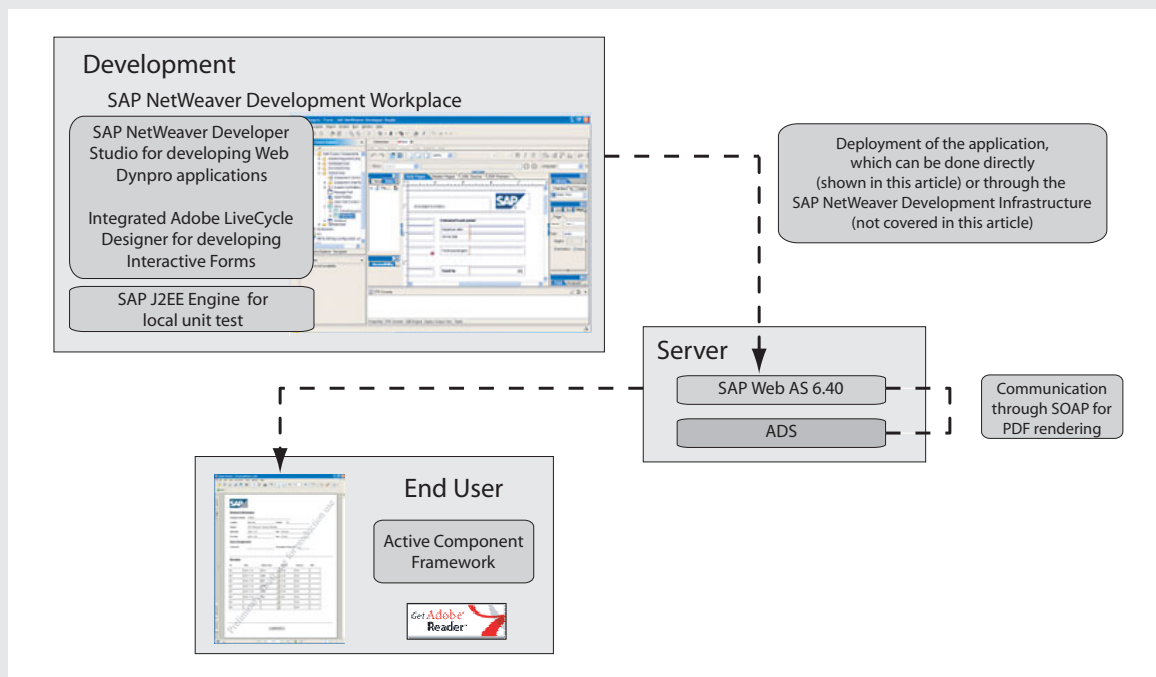 Development
SAP NetWeaver Development Workplace
SAP NetWeaver Developer
Studio for developing Web
Dynpro applications
Integrated Adobe LiveCycle
Designer for developing
Interactive Forms
SAP J2EE Engine for
local unit test
SAP
Deployment of the application,
which can be done directly
(shown in this article) or through the
SAP NetWeaver Development Infrastructure
(not covered in this article)
Server
SAP Web AS 6.40
ADS
Communication
through SOAP for
PDF rendering
End User
Active Component
Framework
SAP
Get Adobe
Reader